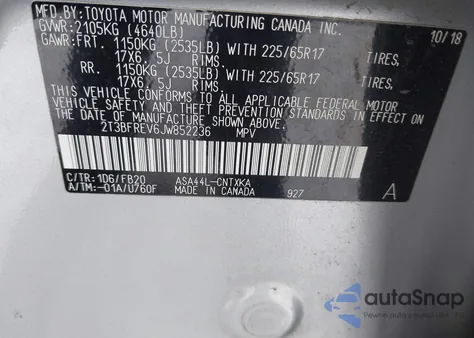 MFD.BY:TOYOTA MOTOR MANUFACTURING CANADA INC.
10/18
GVWR:2105KG (4640LB)
GAWR:FRT. 1150KG (2535LB) WITH 225/65R17 TIRES,
17X6.5J RIMS.
RR. 1150KG (2535LB) WITH 225/65R17 TIRES,
17X6.5J RIMS.
THIS VEHICLE CONFORMS TO ALL APPLICABLE FEDERAL MOTOR
VEHICLE SAFETY AND THEFT PREVENTION STANDARDS IN EFFECT ON
THE DATE OF MANUFACTURE SHOWN ABOVE.
2T3BFREV6JW852236 MPV
C/TR:1D6/FB20 ASA44L-CNTXKA
A/TM:-01A/U760F MADE IN CANADA 927 A
autoSnap